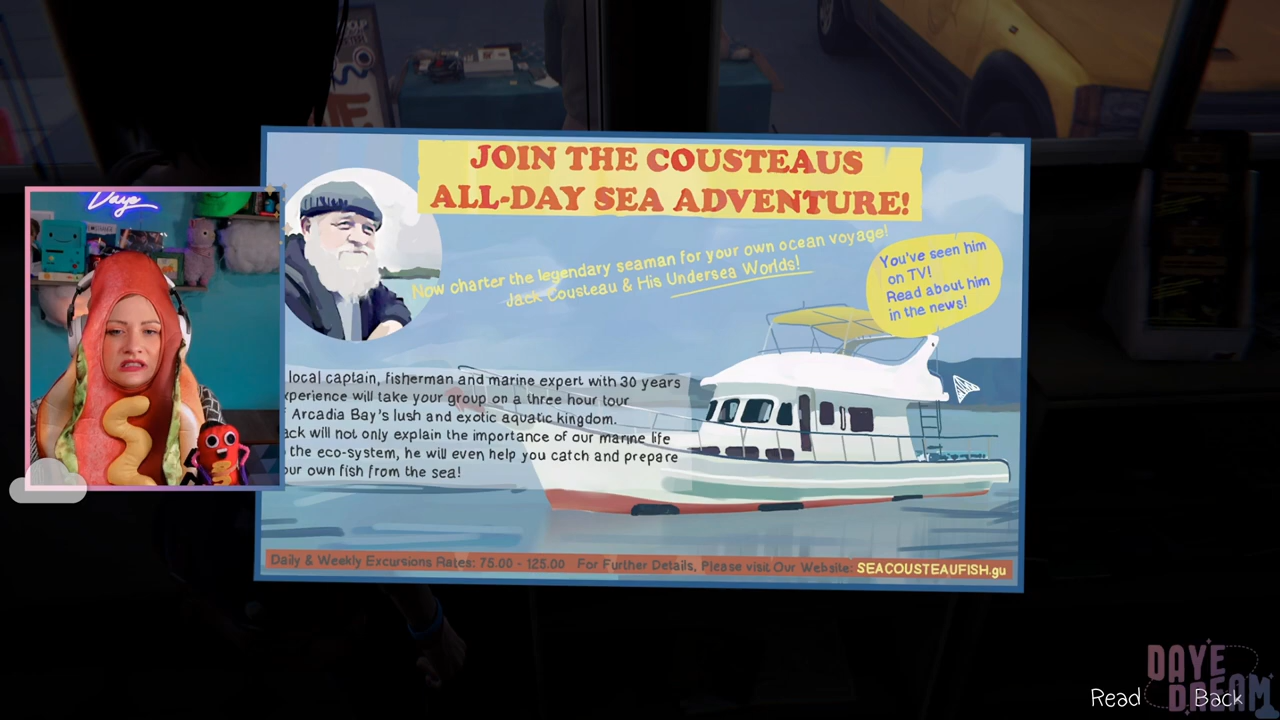 JOIN THE COUSTEAUS
ALL-DAY SEA ADVENTURE!
Now charter the legendary seaman for your own ocean voyage!
Jack Cousteau & His Undersea Worlds!
You've seen him
on TV!
Read about him
in the news!
local captain, fisherman and marine expert with 30 years
xperience will take your group on a three hour tour
Arcadia Bay's lush and exotic aquatic kingdom.
ack will not only explain the importance of our marine life
the eco-system, he will even help you catch and prepare
our own fish from the sea!
Daily & Weekly Excursions Rates: 75.00 - 125.00 For Further Details, Please visit Our Website: SEACOUSTEAUFISH.gu
Daye
DAYE
DREAM
Read Back